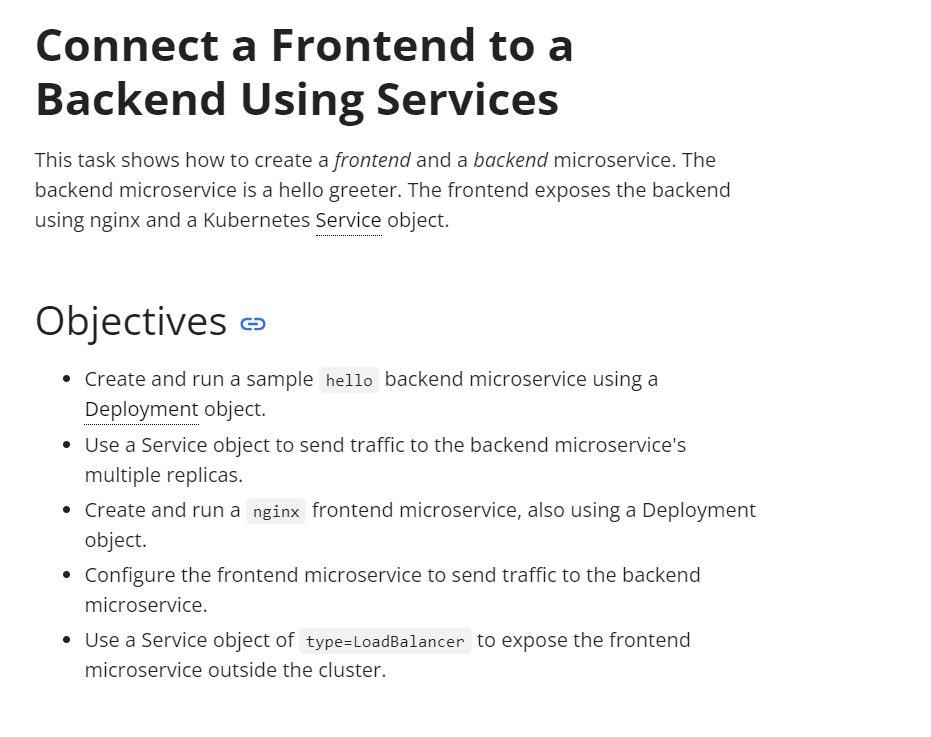 Connect a Frontend to a
Backend Using Services
This task shows how to create a frontend and a backend microservice. The
backend microservice is a hello greeter. The frontend exposes the backend
using nginx and a Kubernetes Service object.
Objectives
Create and run a sample hello backend microservice using a
Deployment object.
Use a Service object to send traffic to the backend microservice's
multiple replicas.
Create and run a nginx frontend microservice, also using a Deployment
object.
Configure the frontend microservice to send traffic to the backend
microservice.
Use a Service object of type=LoadBalancer to expose the frontend
microservice outside the cluster.